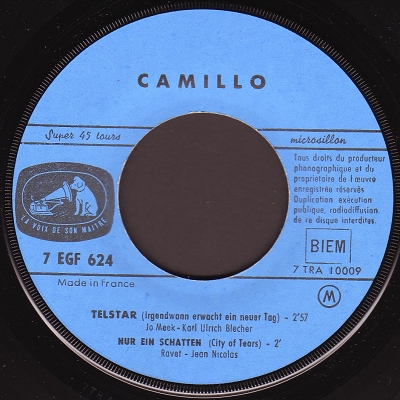 CAMILLO
Super 45 tours
microsillon
Tous droits du producteur
phonographique et du
proprietaire de l'œuvre
enregistrée réservés
Duplication exécution
publique, radiodiffusion
de ce disque interdites.
LA VOIX DE SON MAITRE
7 EGF 624
BIEM
7 TRA 10009
Made in France
M
TELSTAR (Irgendwann erwacht ein neuer Tag) - 2'57
Jo Meek - Karl Ulrich Blecher
NUR EIN SCHATTEN (City of Tears) - 2'
Ravet - Jean Nicolas